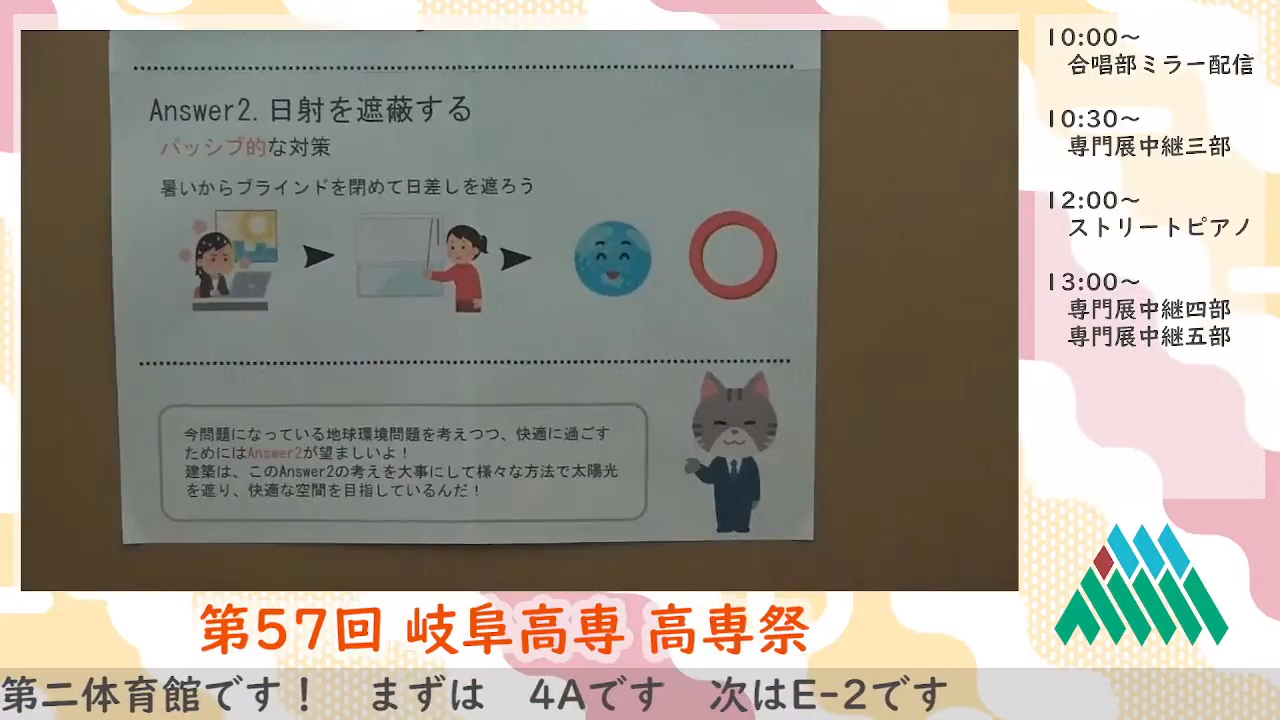 Answer2. 日射を遮蔽する
パッシブ的な対策
暑いからブラインドを閉めて日差しを遮ろう
今問題になっている地球環境問題を考えつつ、快適に過ごす
ためにはAnswer2が望ましいよ！
建築は、このAnswer2の考えを大事にして様々な方法で太陽光
を遮り、快適な空間を目指しているんだ！
10:00～
合唱部ミラー配信
10:30～
専門展中継三部
12:00～
ストリートピアノ
13:00～
専門展中継四部
専門展中継五部
第57回 岐阜高専 高専祭
第二体育館です！　まずは　4Aです　次はE-2です